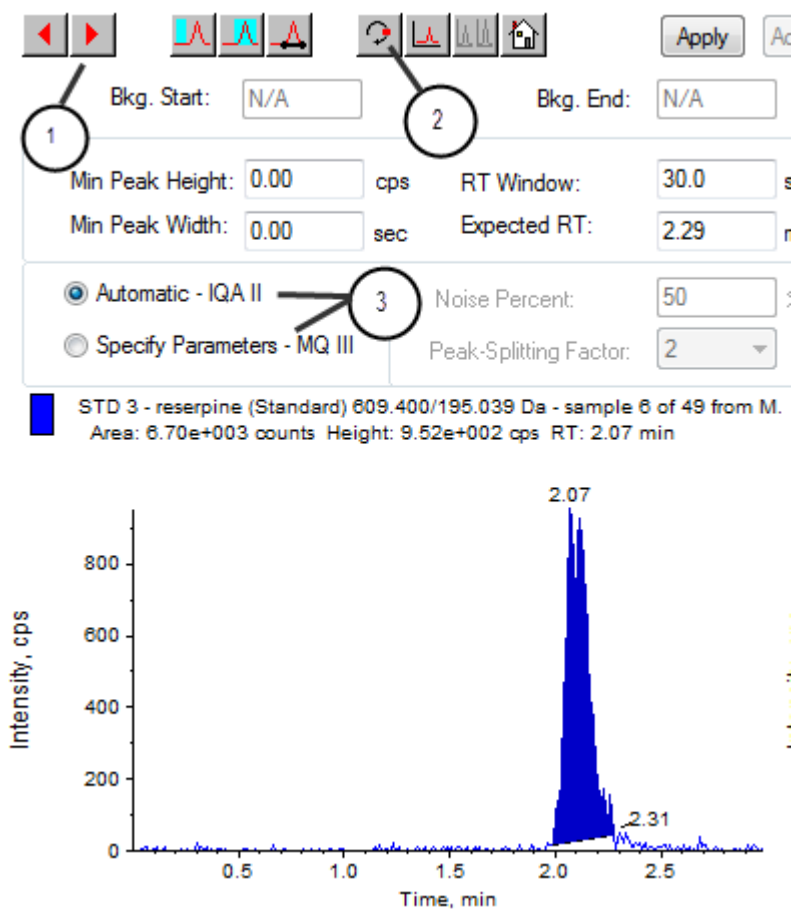 Apply
Bkg. Start: N/A Bkg. End: N/A
1
2
Min Peak Height: 0.00 cps RT Window: 30.0
Min Peak Width: 0.00 sec Expected RT: 2.29
Automatic - IQA II
3
Noise Percent: 50 %
Specify Parameters - MQ III Peak-Splitting Factor: 2
STD 3 - reserpine (Standard) 609.400/195.039 Da - sample 6 of 49 from M.
Area: 6.70e+003 counts Height: 9.52e+002 cps RT: 2.07 min
2.07
800
600
400
200
0
2.31
0.5 1.0 1.5 2.0 2.5
Intensity, cps
Time, min